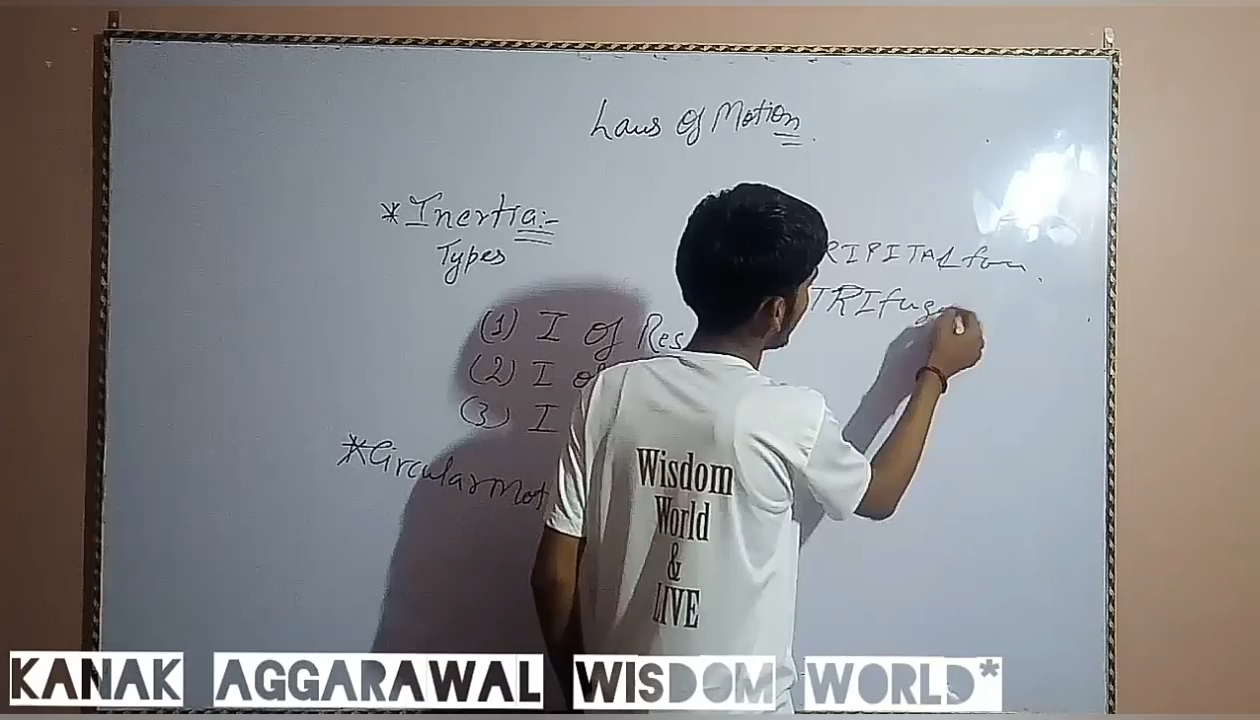 Laws Of Motion.
*Inertia:-
Types
(1) I Of Res
(2) I of
(3) I
*Circular Mot
RIPITAL for
TRIfug
Wisdom
World
&
LIVE
KANAK AGGARAWAL WISDOM WORLD*